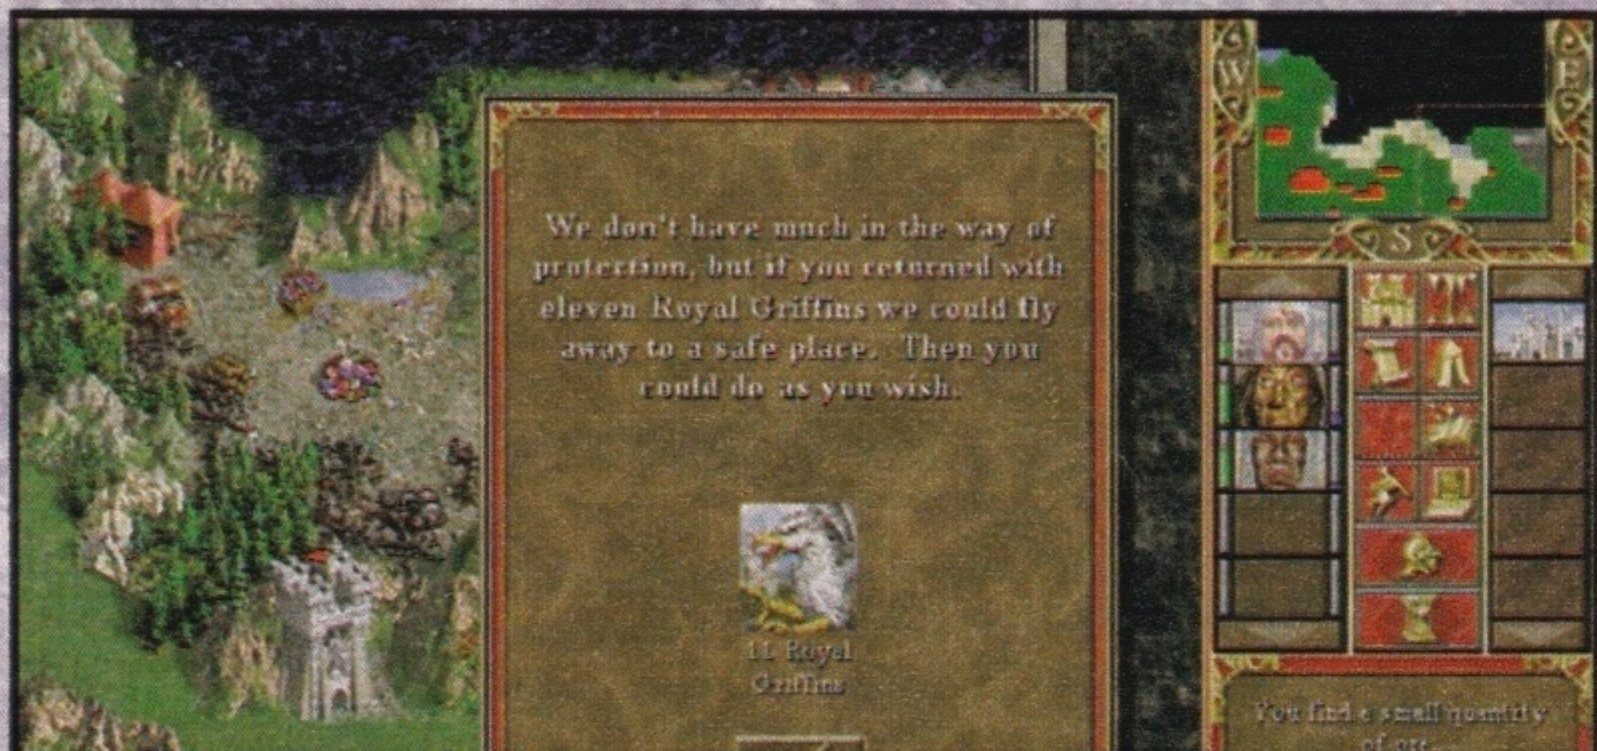 We don't have much in the way of
protection, but if you returned with
eleven Royal Griffins we could fly
away to a safe place. Then you
could do as you wish.
11 Royal
Griffins
W
E
S
You find a small quantity
of ore